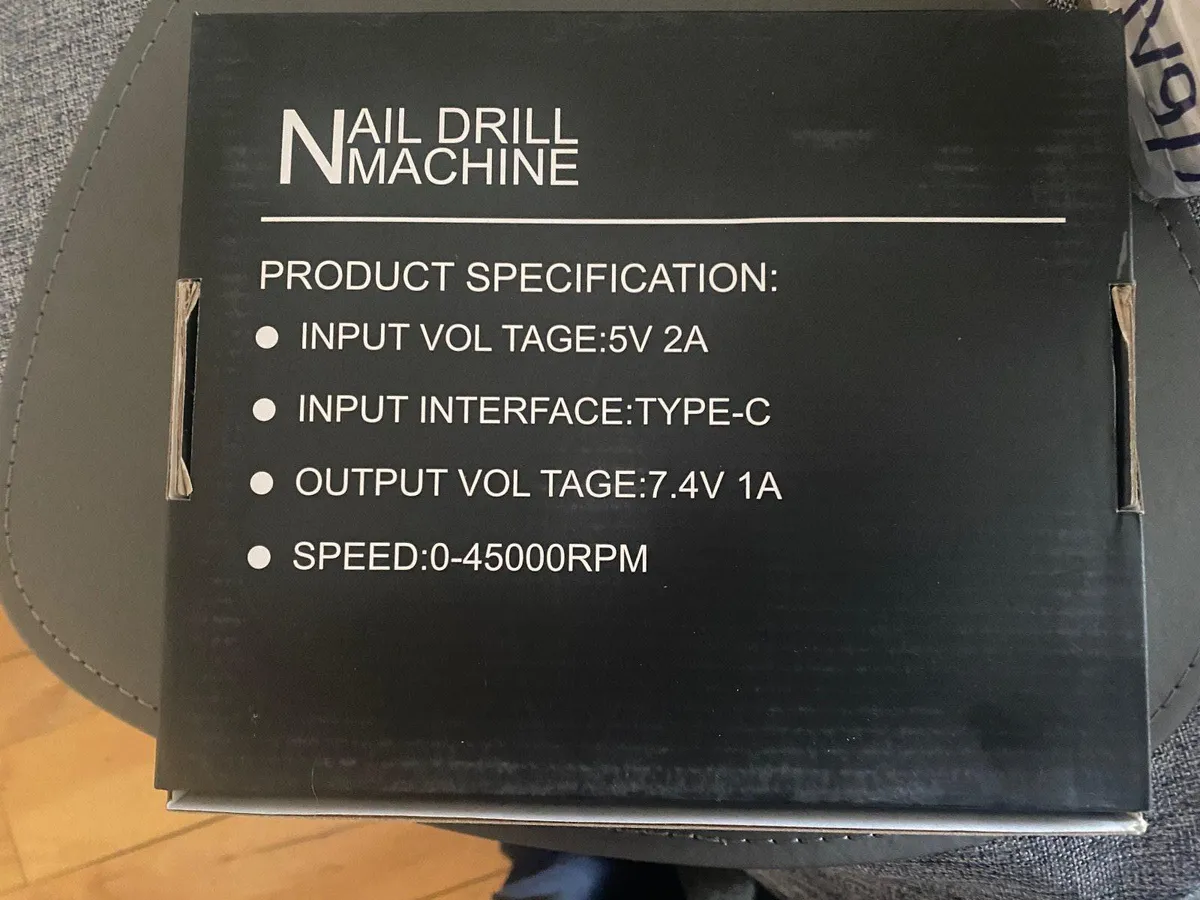 NAIL DRILL
MACHINE
PRODUCT SPECIFICATION:
● INPUT VOL TAGE:5V 2A
● INPUT INTERFACE:TYPE-C
● OUTPUT VOL TAGE:7.4V 1A
● SPEED:0-45000RPM